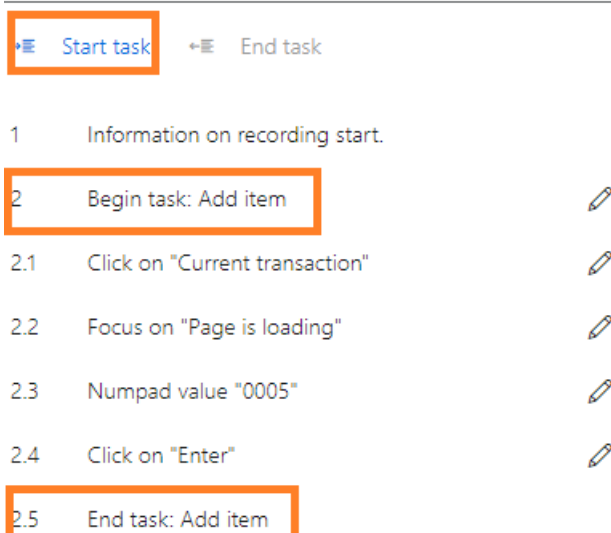 Start task End task
1 Information on recording start.
2 Begin task: Add item
2.1 Click on "Current transaction"
2.2 Focus on "Page is loading"
2.3 Numpad value "0005"
2.4 Click on "Enter"
2.5 End task: Add item